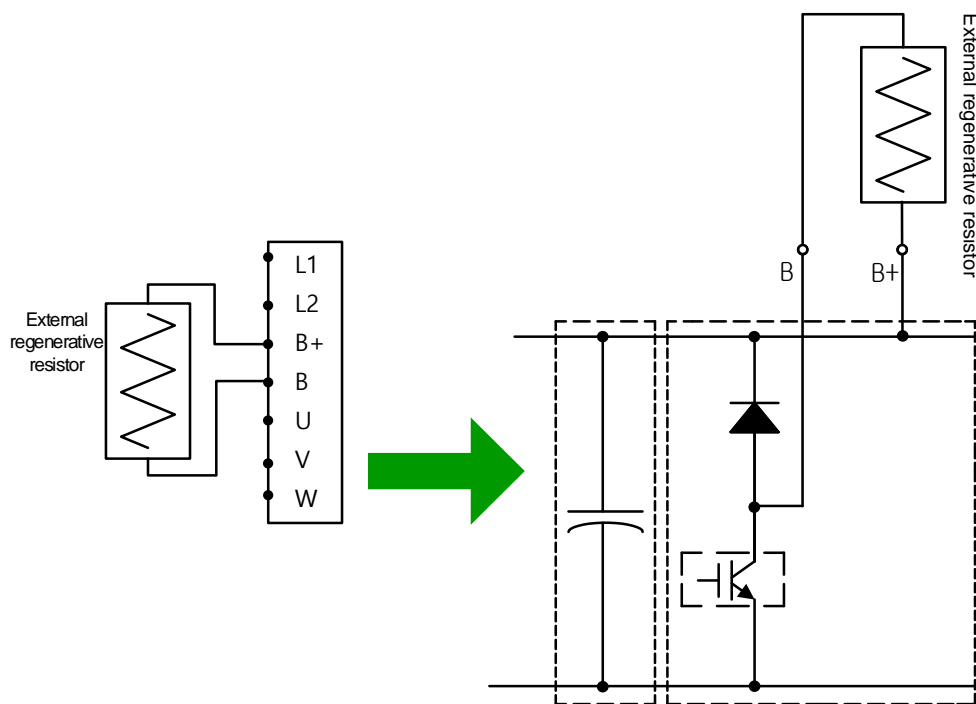 External
regenerative
resistor
L1
L2
B+
B
U
V
W
B
B+
External regenerative resistor